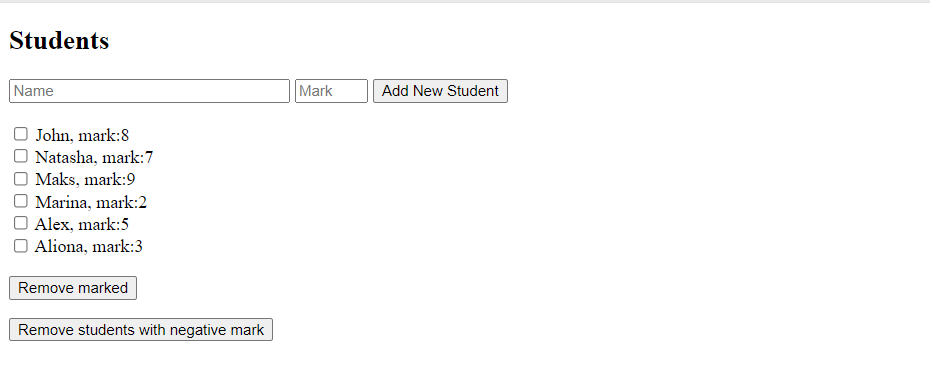 Students
Name Mark Add New Student
John, mark:8
Natasha, mark:7
Maks, mark:9
Marina, mark:2
Alex, mark:5
Aliona, mark:3
Remove marked
Remove students with negative mark